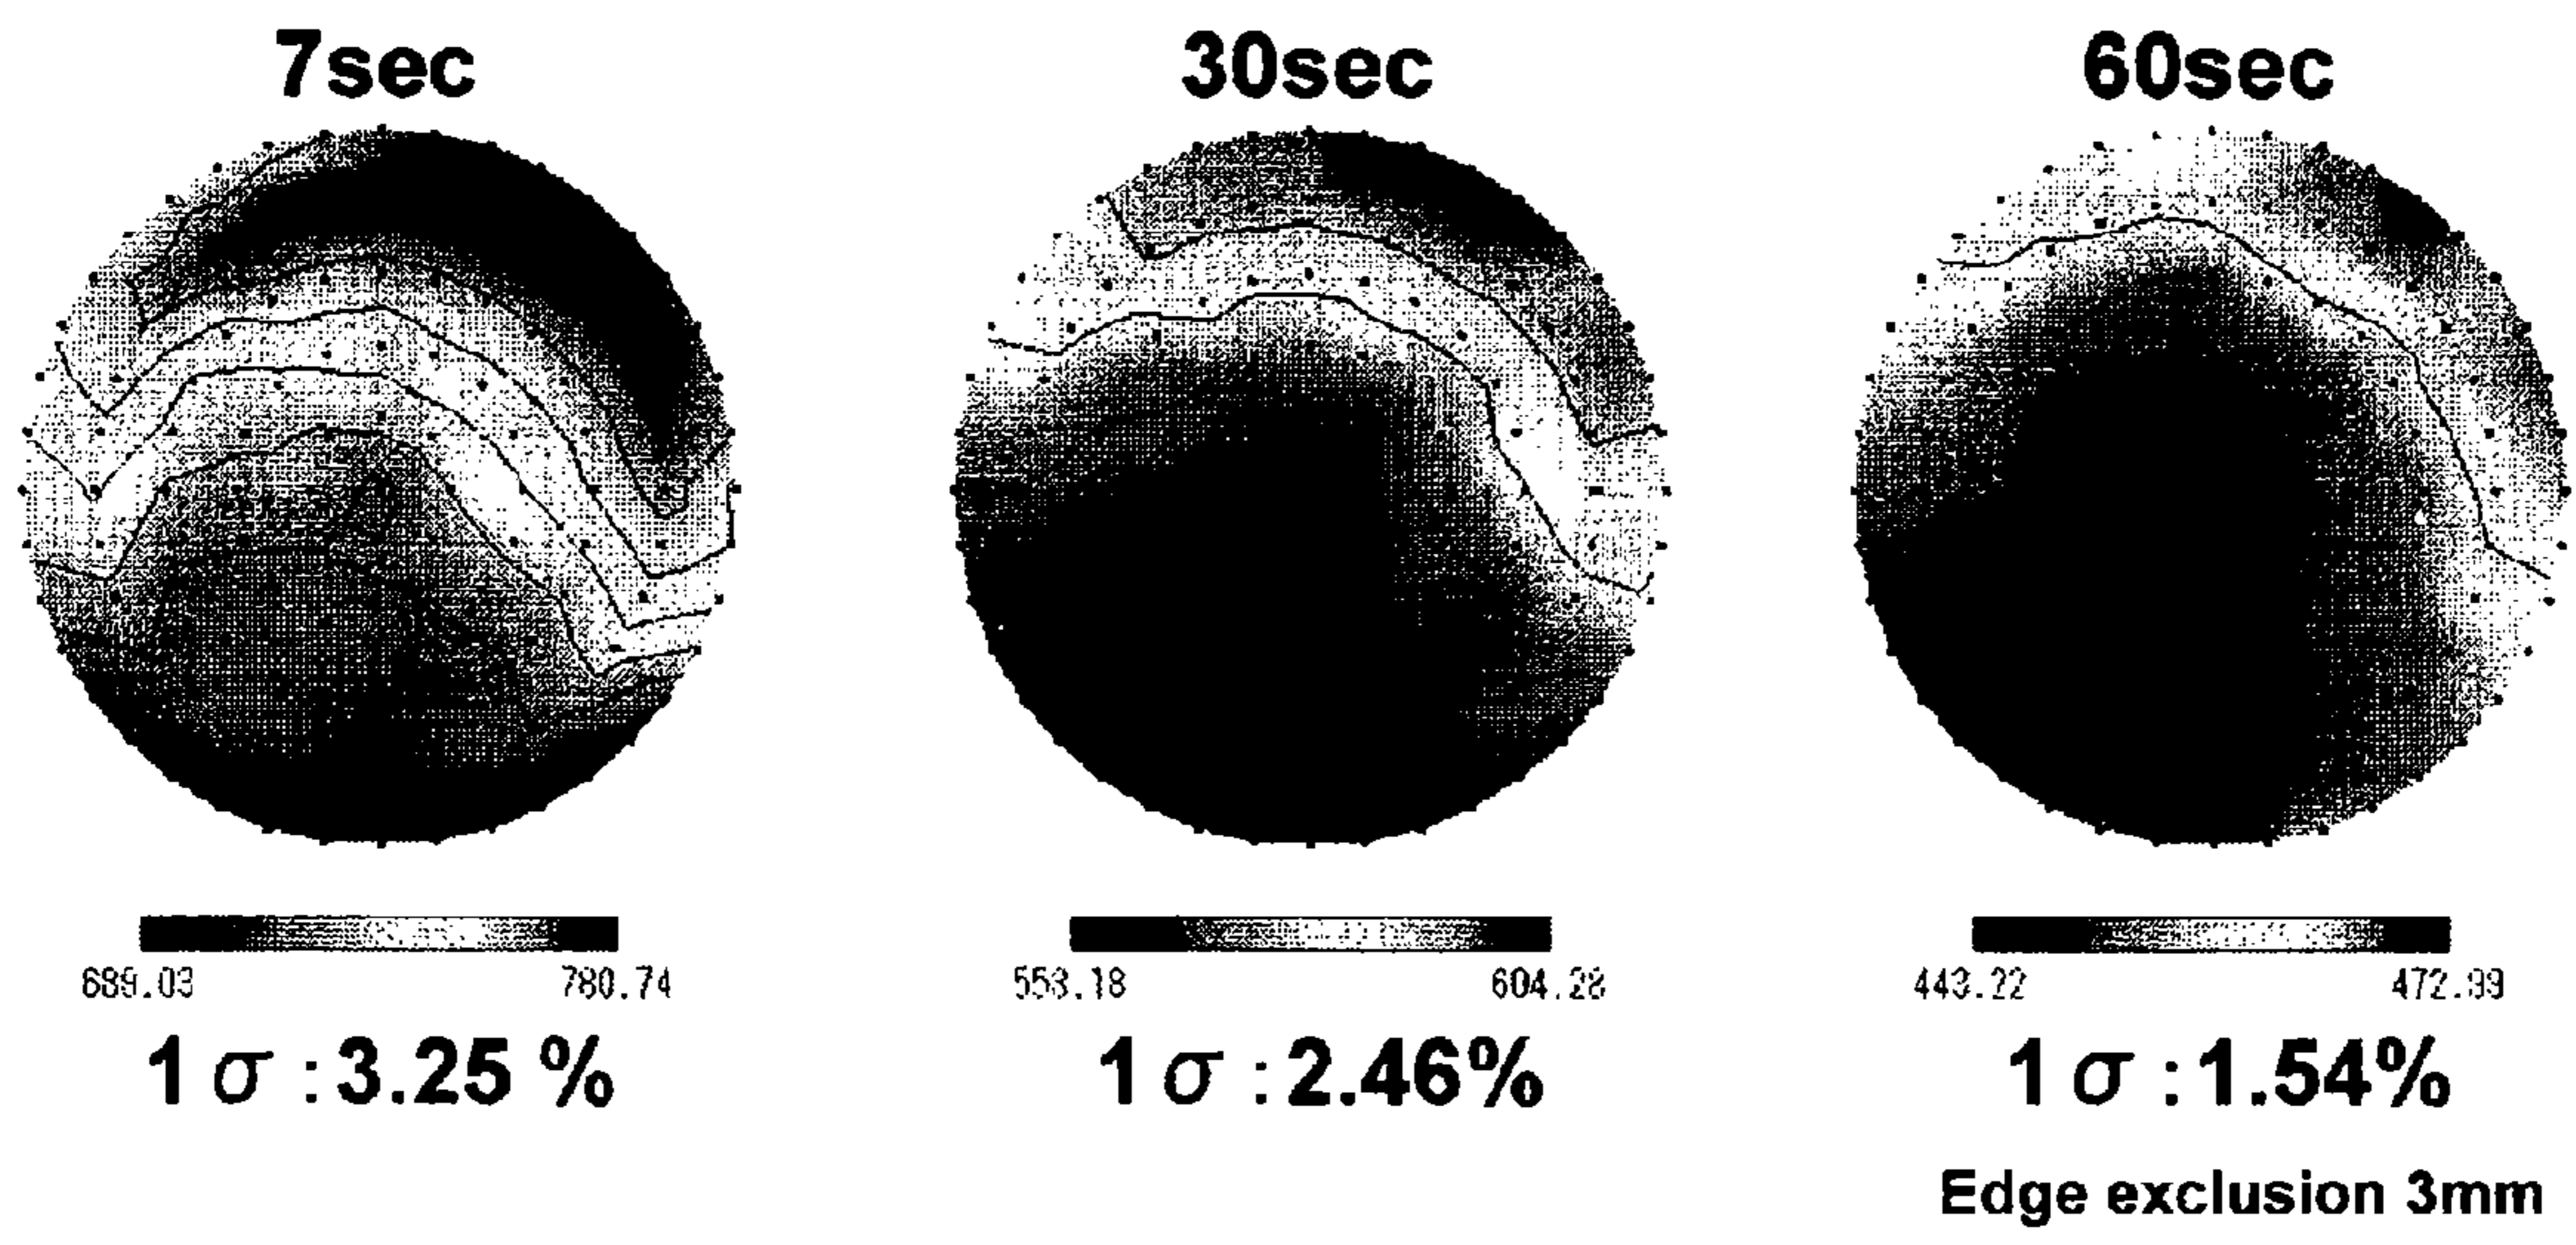 7sec
30sec
60sec
689.03
780.74
553.18
604.28
443.22
472.99
1σ:3.25 %
1σ:2.46%
1σ:1.54%
Edge exclusion 3mm